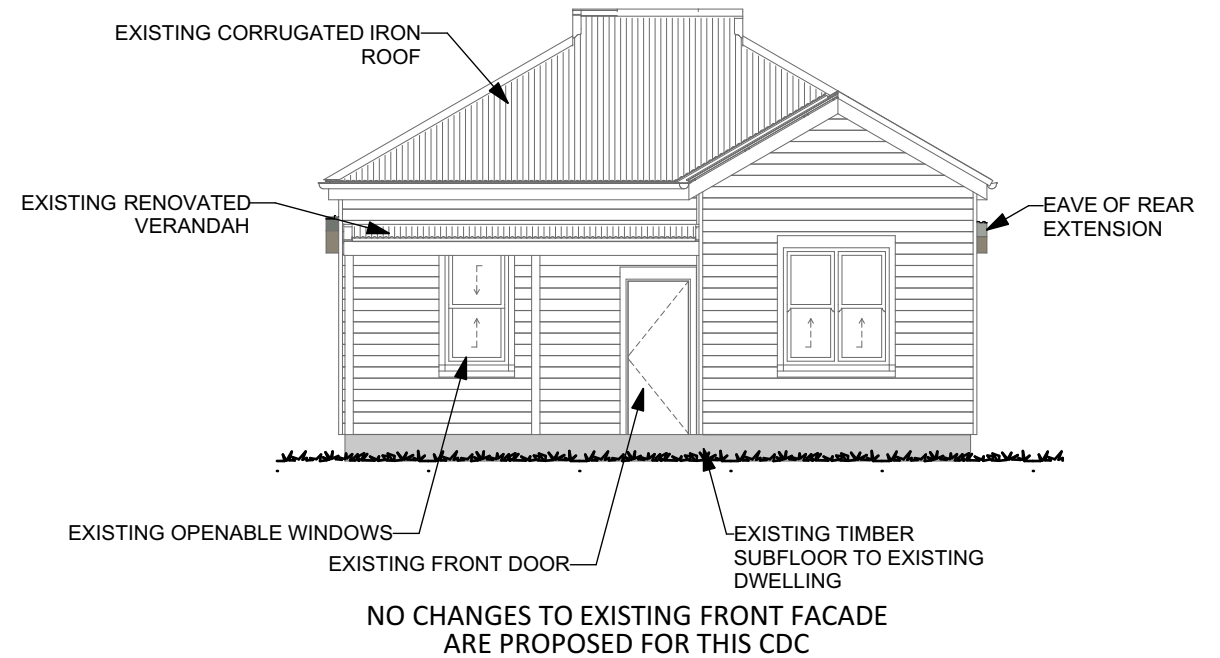 EXISTING CORRUGATED IRON
ROOF
EXISTING RENOVATED
VERANDAH
EAVE OF REAR
EXTENSION
EXISTING OPENABLE WINDOWS
EXISTING FRONT DOOR
EXISTING TIMBER
SUBFLOOR TO EXISTING
DWELLING
NO CHANGES TO EXISTING FRONT FACADE
ARE PROPOSED FOR THIS CDC